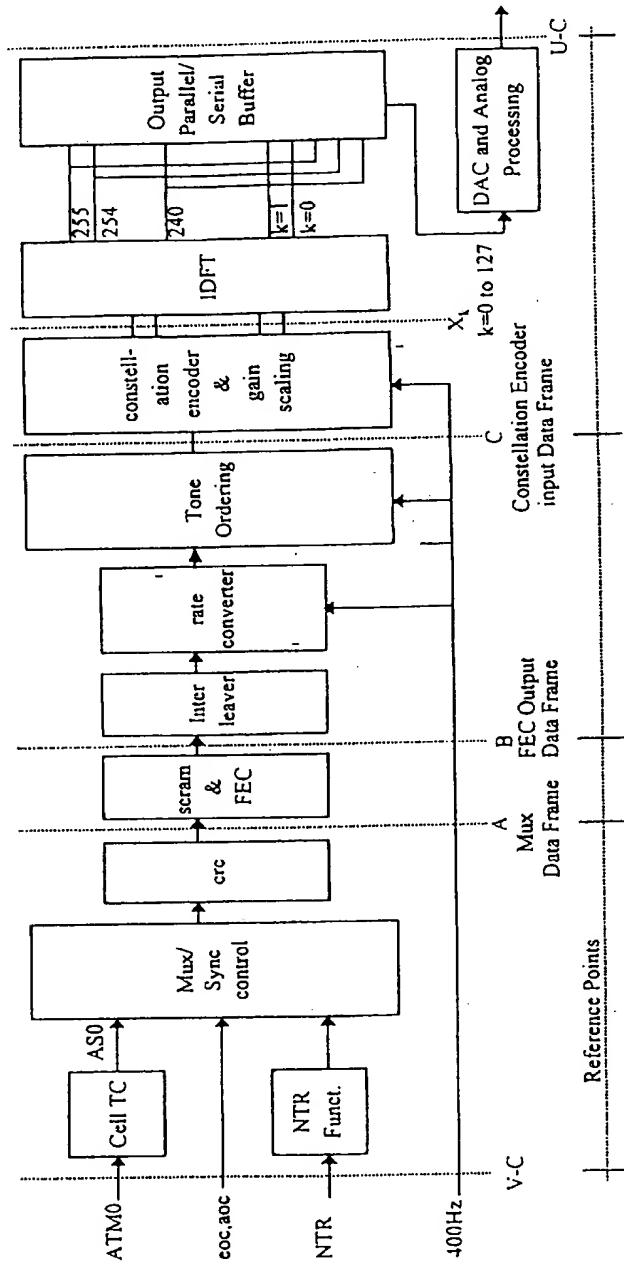 ATM0
eoc,aoc
NTR
400Hz
V-C
Cell TC
NTR
Funct.
AS0
Mux/
Sync
control
crc
A
Mux
Data Frame
scram
&
FEC
B
FEC Output
Data Frame
Inter
leaver
rate
converter
Tone
Ordering
C
Constellation Encoder
input Data Frame
constell-
ation
encoder
&
gain
scaling
Xk
k=0 to 127
IDFT
255
254
240
k=1
k=0
Output
Parallel/
Serial
Buffer
DAC and Analog
Processing
U-C
Reference Points